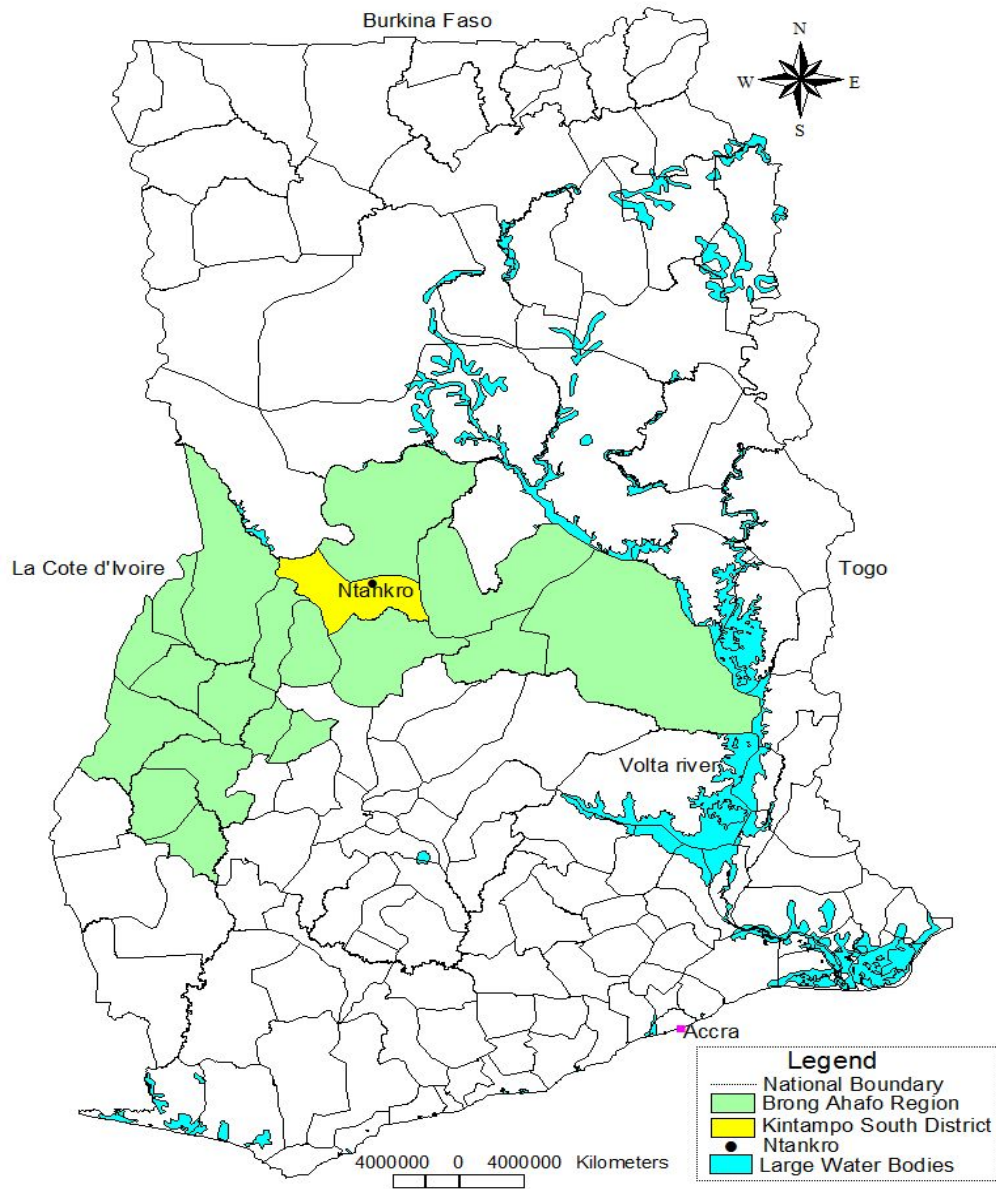 Burkina Faso
N
W E
S
La Cote d'Ivoire
Togo
Ntankro
Volta river
Accra
Legend
National Boundary
Brong Ahafo Region
Kintampo South District
Ntankro
Large Water Bodies
4000000 0 4000000 Kilometers